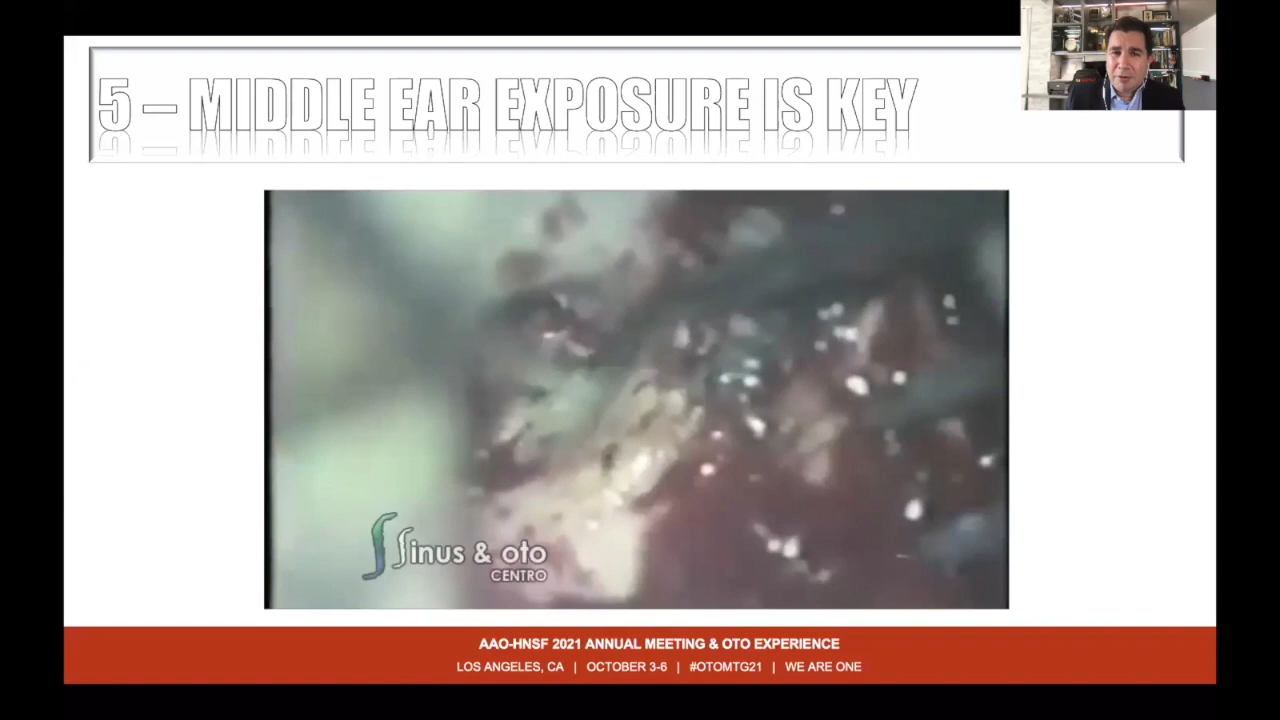 5 – MIDDLE EAR EXPOSURE IS KEY
Sinus & oto
CENTRO
AAO-HNSF 2021 ANNUAL MEETING & OTO EXPERIENCE
LOS ANGELES, CA | OCTOBER 3-6 | #OTOMTG21 | WE ARE ONE